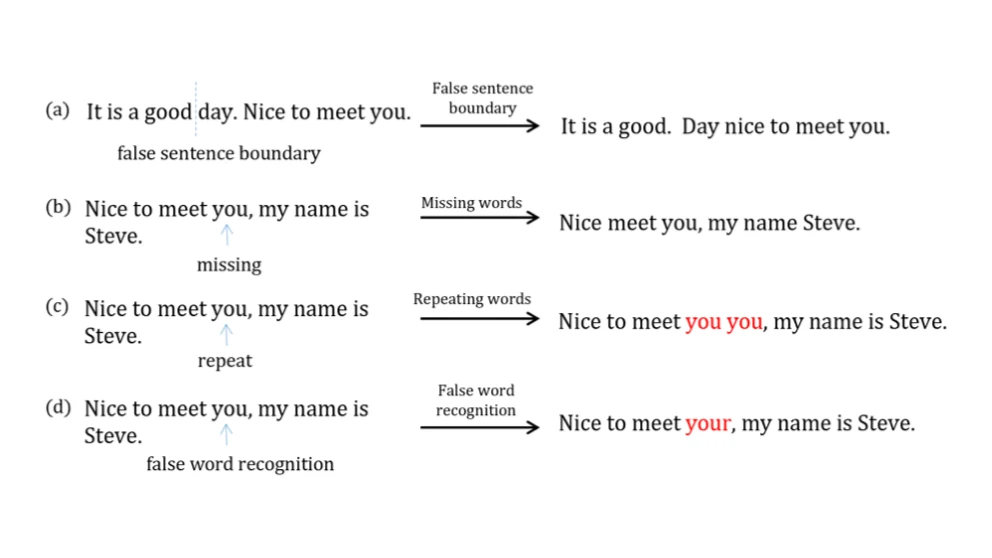 (a) It is a good day. Nice to meet you.
False sentence
boundary
It is a good.  Day nice to meet you.
false sentence boundary
(b) Nice to meet you, my name is
Steve.
missing
Missing words
Nice meet you, my name Steve.
(c) Nice to meet you, my name is
Steve.
repeat
Repeating words
Nice to meet you you, my name is Steve.
(d) Nice to meet you, my name is
Steve.
false word recognition
False word
recognition
Nice to meet your, my name is Steve.